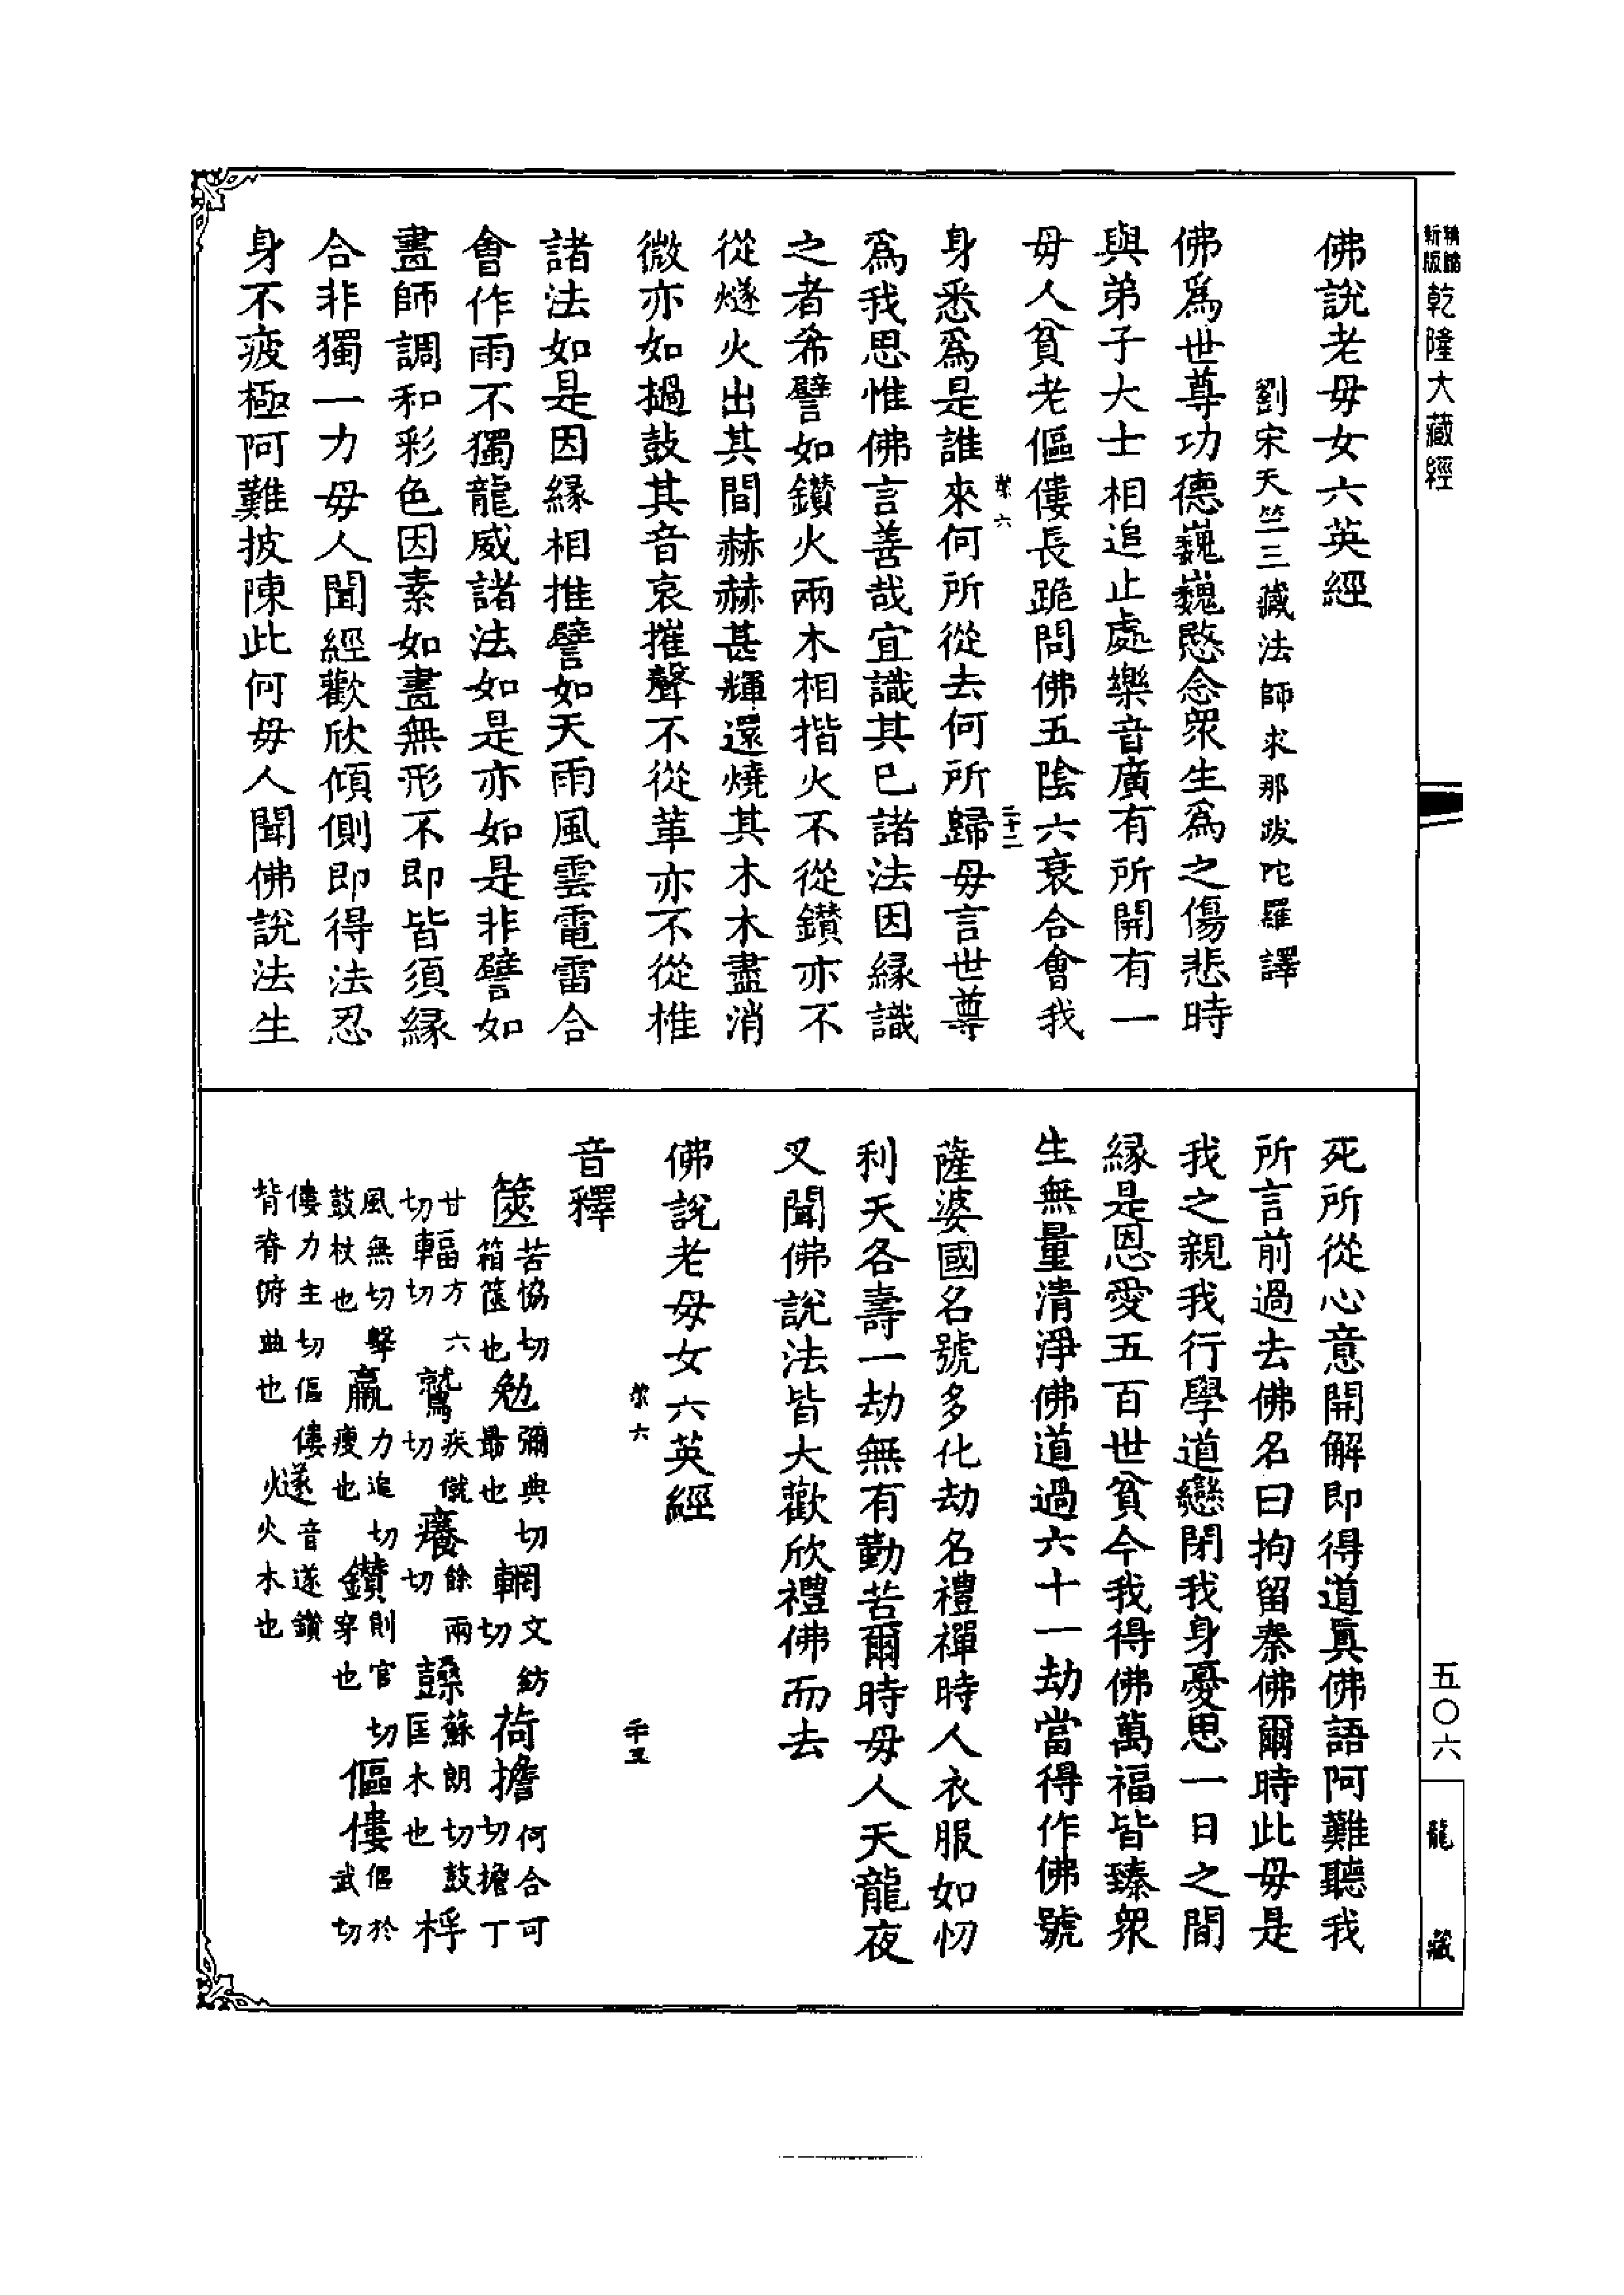 新版
乾隆大藏經
佛說老母女六英經
劉宋天竺三藏法師求那跋陀羅譯
佛爲世尊功德巍巍愍念衆生爲之傷悲時
與弟子大士相追止處樂音廣有所開有一
母人貧老傴僂長跪問佛五陰六衰合會我
六
身悉爲是誰來何所從去何所歸母言世尊
爲我思惟佛言善哉宜識其已諸法因緣識
之者希譬如鑽火兩木相揩火不從鑽亦不
從燧火出其間赫赫甚輝還燒其木木盡消
微亦如撾鼓其音哀摧聲不從革亦不從椎
諸法如是因緣相推譬如天雨風雲電雷合
會作雨不獨龍威諸法如是亦如是非譬如
畫師調和彩色因素如畫無形不即皆須緣
合非獨一力母人聞經歡欣傾側即得法忍
身不疲極阿難披陳此何母人聞佛說法生
死所從心意開解即得道真佛語阿難聽我
所言前過去佛名曰拘留秦佛爾時此母是
我之親我行學道戀閉我身憂思一日之間
緣是恩愛五百世貧今我得佛萬福皆臻衆
生無量清淨佛道過六十一劫當得作佛號
薩婆國名號多化劫名禮禪時人衣服如忉
利天各壽一劫無有勤苦爾時母人天龍夜
叉聞佛說法皆大歡欣禮佛而去
佛說老母女六英經
六
音釋
篋苦協切箱篋也勉彌典切勗也輞文紡切荷擔荷合可切擔丁
甘切輻方六切鷲疾僦切癢餘兩切顙蘇朗切鼓匡木也桴
風無切擊鼓杖也羸力追切瘦也鑽則官切穿也傴僂傴於武切
僂力主切傴僂背脊俯曲也燧音遂鑽火木也
五〇六
龍藏